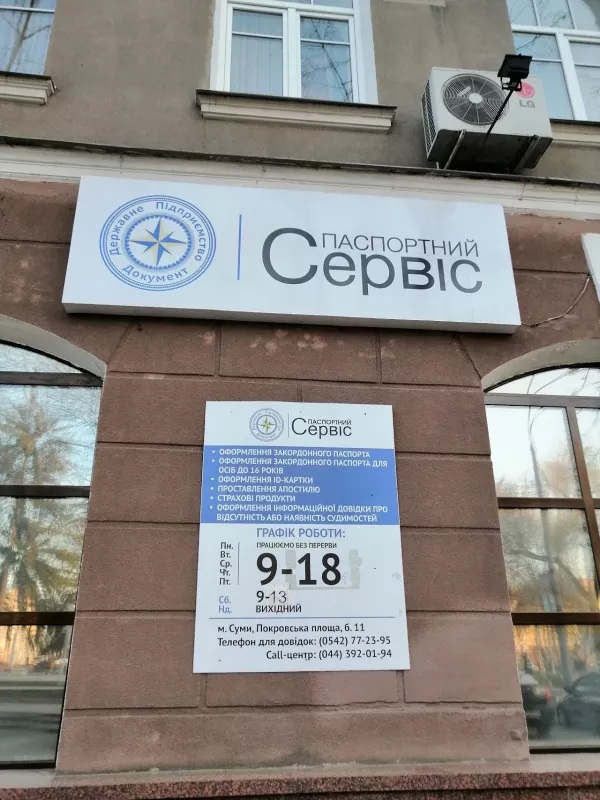 LG
Державне Підприємство
Документ
ПАСПОРТНИЙ
Сервіс
ПАСПОРТНИЙ
Сервіс
• ОФОРМЛЕННЯ ЗАКОРДОННОГО ПАСПОРТА
• ОФОРМЛЕННЯ ЗАКОРДОННОГО ПАСПОРТА ДЛЯ
ОСІБ ДО 16 РОКІВ
• ОФОРМЛЕННЯ ID-КАРТКИ
• ПРОСТАВЛЕННЯ АПОСТИЛЮ
• СТРАХОВІ ПРОДУКТИ
• ОФОРМЛЕННЯ ІНФОРМАЦІЙНОЇ ДОВІДКИ ПРО
ВІДСУТНІСТЬ АБО НАЯВНІСТЬ СУДИМОСТЕЙ
ГРАФІК РОБОТИ:
Пн.
Вт.
Ср.
Чт.
Пт.
ПРАЦЮЄМО БЕЗ ПЕРЕРВИ
9-18
Сб. 9-13
Нд. ВИХІДНИЙ
м. Суми, Покровська площа, б. 11
Телефон для довідок: (0542) 77-23-95
Call-центр: (044) 392-01-94